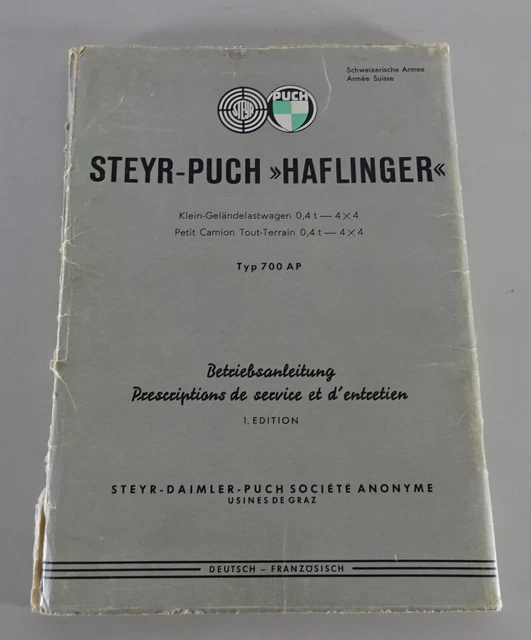 Schweizerische Armee
Armée Suisse
STEYR
PUCH
STEYR-PUCH »HAFLINGER«
Klein-Geländelastwagen 0,4 t — 4×4
Petit Camion Tout-Terrain 0,4 t — 4×4
Typ 700 AP
Betriebsanleitung
Prescriptions de service et d'entretien
1. EDITION
STEYR-DAIMLER-PUCH SOCIÉTÉ ANONYME
USINES DE GRAZ
DEUTSCH – FRANZÖSISCH